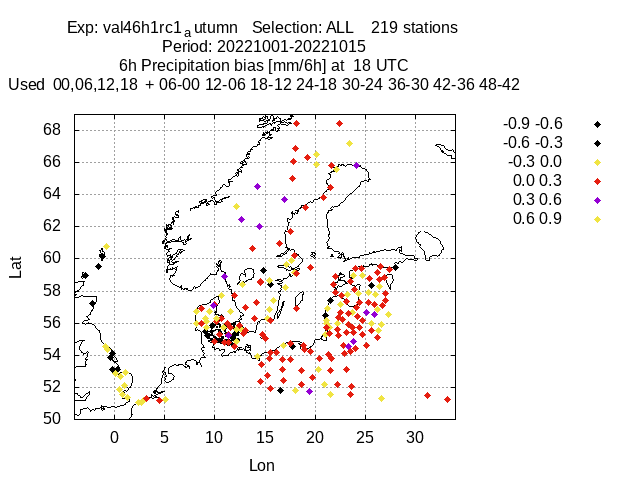 Exp: val46h1rc1ₐutumn Selection: ALL 219 stations
Period: 20221001-20221015
6h Precipitation bias [mm/6h] at 18 UTC
Used 00,06,12,18 + 06-00 12-06 18-12 24-18 30-24 36-30 42-36 48-42
-0.9 -0.6
-0.6 -0.3
-0.3 0.0
0.0 0.3
0.3 0.6
0.6 0.9
68
66
64
62
60
58
56
54
52
50
Lat
0 5 10 15 20 25 30
Lon